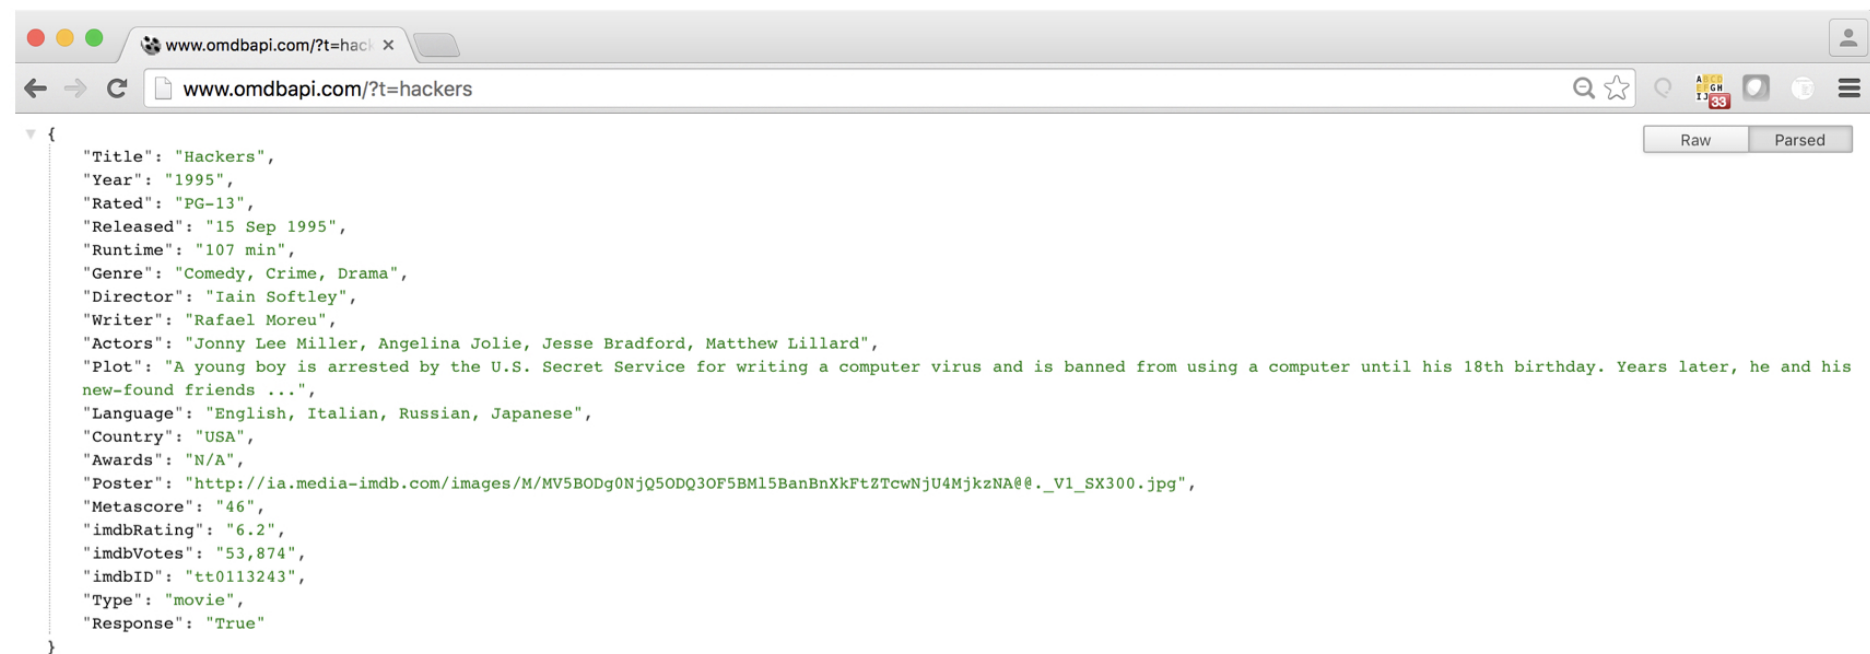 www.omdbapi.com/?t=hack
www.omdbapi.com/?t=hackers
33
Raw Parsed
{
"Title": "Hackers",
"Year": "1995",
"Rated": "PG-13",
"Released": "15 Sep 1995",
"Runtime": "107 min",
"Genre": "Comedy, Crime, Drama",
"Director": "Iain Softley",
"Writer": "Rafael Moreu",
"Actors": "Jonny Lee Miller, Angelina Jolie, Jesse Bradford, Matthew Lillard",
"Plot": "A young boy is arrested by the U.S. Secret Service for writing a computer virus and is banned from using a computer until his 18th birthday. Years later, he and his
new-found friends ...",
"Language": "English, Italian, Russian, Japanese",
"Country": "USA",
"Awards": "N/A",
"Poster": "http://ia.media-imdb.com/images/M/MV5BODg0NjQ5ODQ3OF5BMl5BanBnXkFtZTcwNjU4MjkzNA@@._V1_SX300.jpg",
"Metascore": "46",
"imdbRating": "6.2",
"imdbVotes": "53,874",
"imdbID": "tt0113243",
"Type": "movie",
"Response": "True"
}